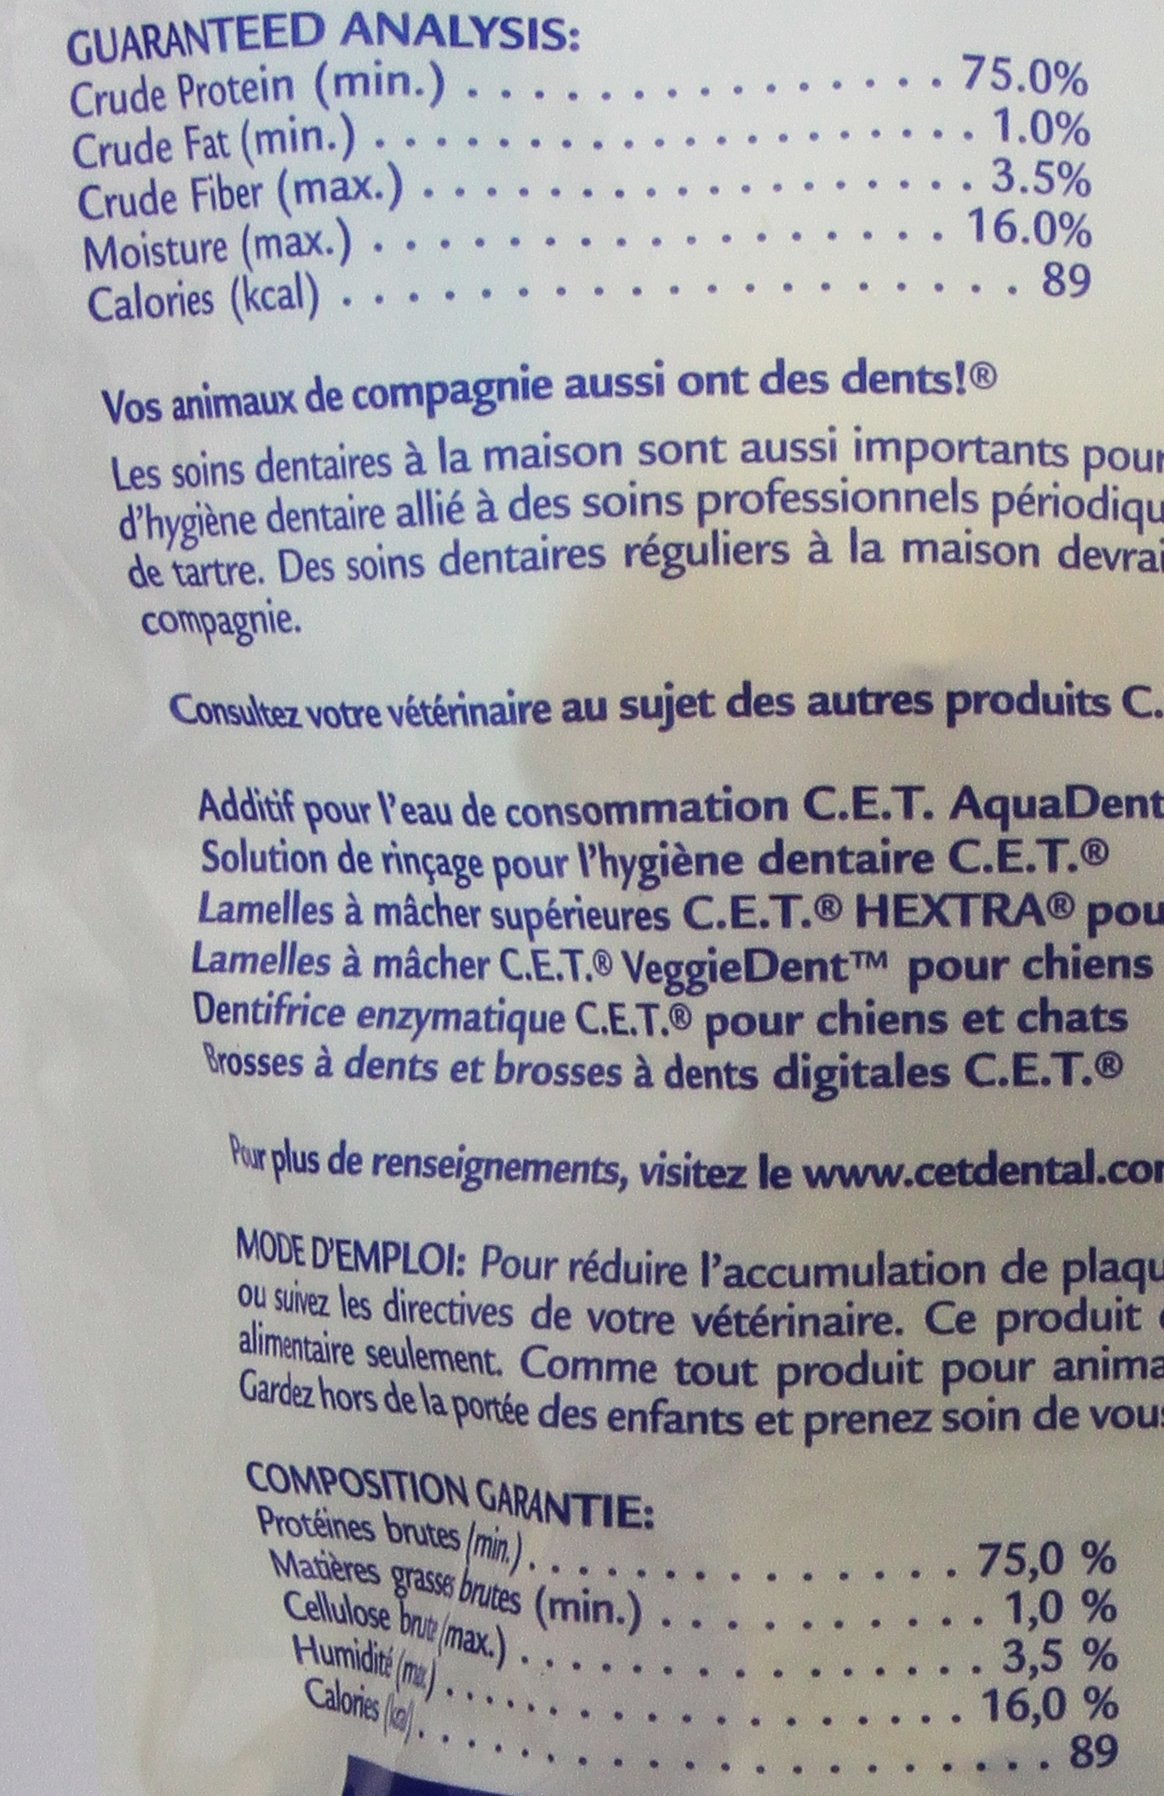 GUARANTEED ANALYSIS:
Crude Protein (min.) . . . . . . . . . . . . . . . 75.0%
Crude Fat (min.) . . . . . . . . . . . . . . . . . . . 1.0%
Crude Fiber (max.) . . . . . . . . . . . . . . . . . 3.5%
Moisture (max.) . . . . . . . . . . . . . . . . . . 16.0%
Calories (kcal) . . . . . . . . . . . . . . . . . . . . . 89
Vos animaux de compagnie aussi ont des dents!®
Les soins dentaires à la maison sont aussi importants pour
d'hygiène dentaire allié à des soins professionnels périodiqu
de tartre. Des soins dentaires réguliers à la maison devrai
compagnie.
Consultez votre vétérinaire au sujet des autres produits C.
Additif pour l'eau de consommation C.E.T. AquaDent
Solution de rinçage pour l'hygiène dentaire C.E.T.®
Lamelles à mâcher supérieures C.E.T.® HEXTRA® pou
Lamelles à mâcher C.E.T.® VeggieDent™ pour chiens
Dentifrice enzymatique C.E.T.® pour chiens et chats
Brosses à dents et brosses à dents digitales C.E.T.®
Pour plus de renseignements, visitez le www.cetdental.com
MODE D'EMPLOI: Pour réduire l'accumulation de plaqu
ou suivez les directives de votre vétérinaire. Ce produit
alimentaire seulement. Comme tout produit pour anima
Gardez hors de la portée des enfants et prenez soin de vous
COMPOSITION GARANTIE:
Protéines brutes (min.) . . . . . . . . . . . . . . 75,0 %
Matières grasses brutes (min.) . . . . . . . . . . 1,0 %
Cellulose brute (max.) . . . . . . . . . . . . . . . 3,5 %
Humidité (max.) . . . . . . . . . . . . . . . . . . 16,0 %
Calories (kcal) . . . . . . . . . . . . . . . . . . . . 89